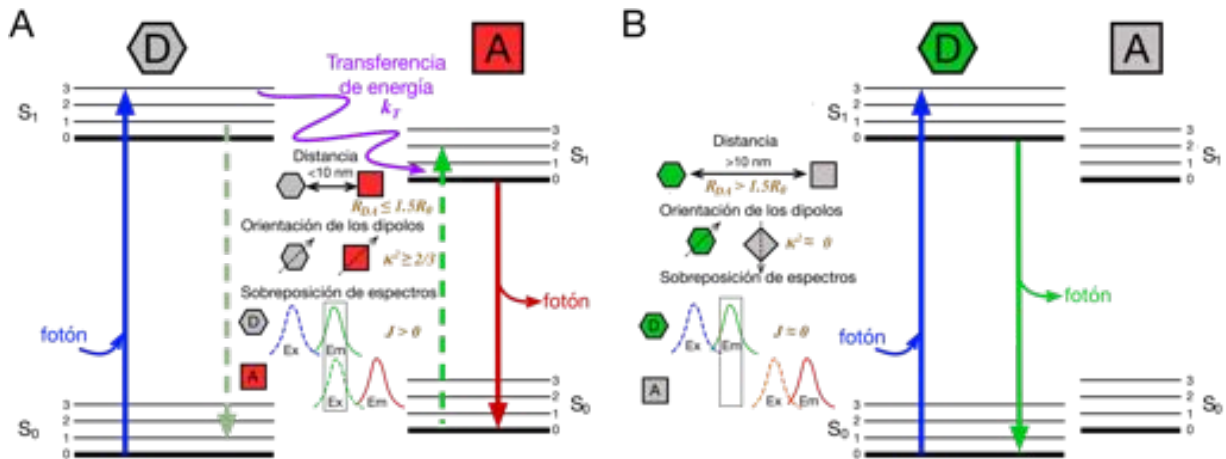 A
D
A
Transferencia
de energía
k_T
S₁
3
2
1
0
3
2
1
0
S₁
Distancia
<10 nm
R_DA ≤ 1.5R₀
Orientación de los dipolos
κ² ≥ 2/3
Sobreposición de espectros
D
Ex
Em
J > 0
A
Ex
Em
fotón
fotón
S₀
3
2
1
0
3
2
1
0
S₀
B
D
A
S₁
3
2
1
0
3
2
1
0
S₁
Distancia
>10 nm
R_DA > 1.5R₀
Orientación de los dipolos
κ² ≈ 0
Sobreposición de espectros
D
Ex
Em
J ≈ 0
A
Ex
Em
fotón
fotón
S₀
3
2
1
0
3
2
1
0
S₀